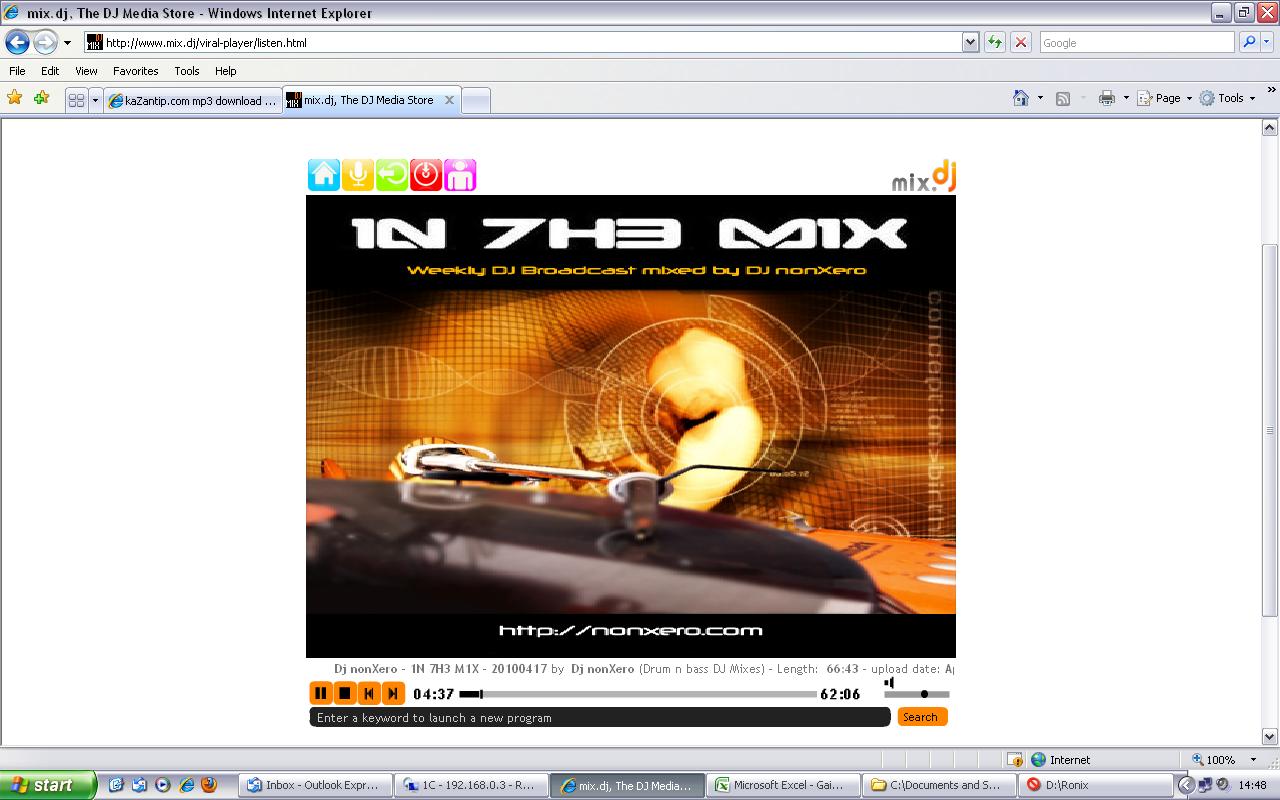 mix.dj, The DJ Media Store - Windows Internet Explorer
http://www.mix.dj/viral-player/listen.html
Google
File Edit View Favorites Tools Help
kaZantip.com mp3 download ...
mix.dj, The DJ Media Store
Page Tools
mix.dj
1N 7H3 M1X
Weekly DJ Broadcast mixed by DJ nonXero
conception>birth
http://nonxero.com
Dj nonXero - 1N 7H3 M1X - 20100417 by Dj nonXero (Drum n bass DJ Mixes) - Length: 66:43 - upload date: Ap
04:37 62:06
Enter a keyword to launch a new program Search
Internet 100%
start Inbox - Outlook Expr... 1C - 192.168.0.3 - R... mix.dj, The DJ Media... Microsoft Excel - Gai... C:\Documents and S... D:\Ronix 14:48